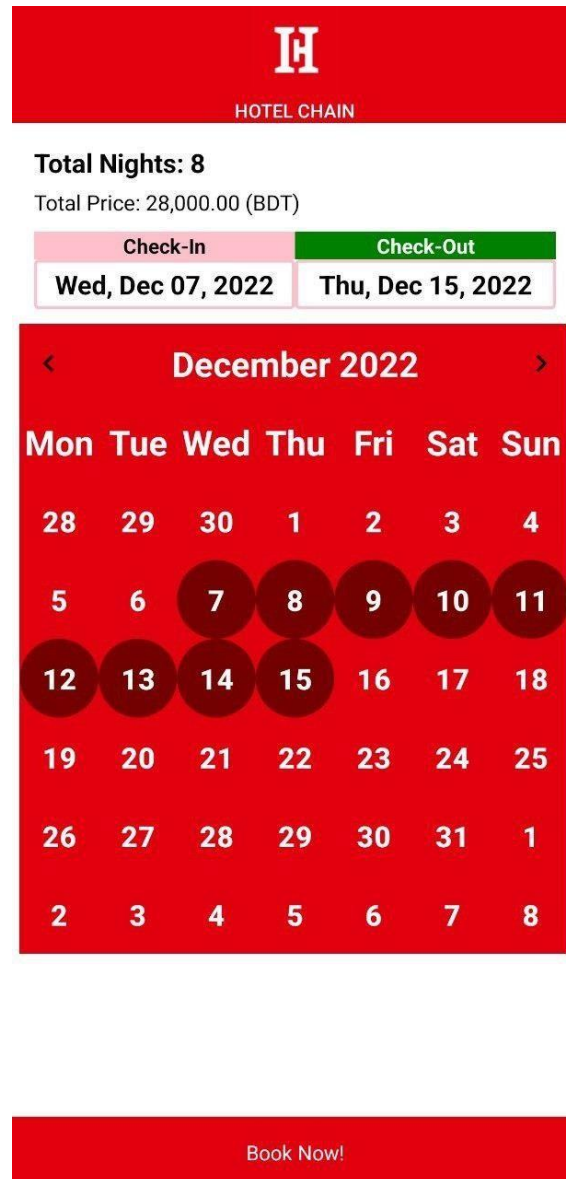 HOTEL CHAIN
Total Nights: 8
Total Price: 28,000.00 (BDT)
Check-In Check-Out
Wed, Dec 07, 2022 Thu, Dec 15, 2022
December 2022
Mon Tue Wed Thu Fri Sat Sun
28 29 30 1 2 3 4
5 6 7 8 9 10 11
12 13 14 15 16 17 18
19 20 21 22 23 24 25
26 27 28 29 30 31 1
2 3 4 5 6 7 8
Book Now!